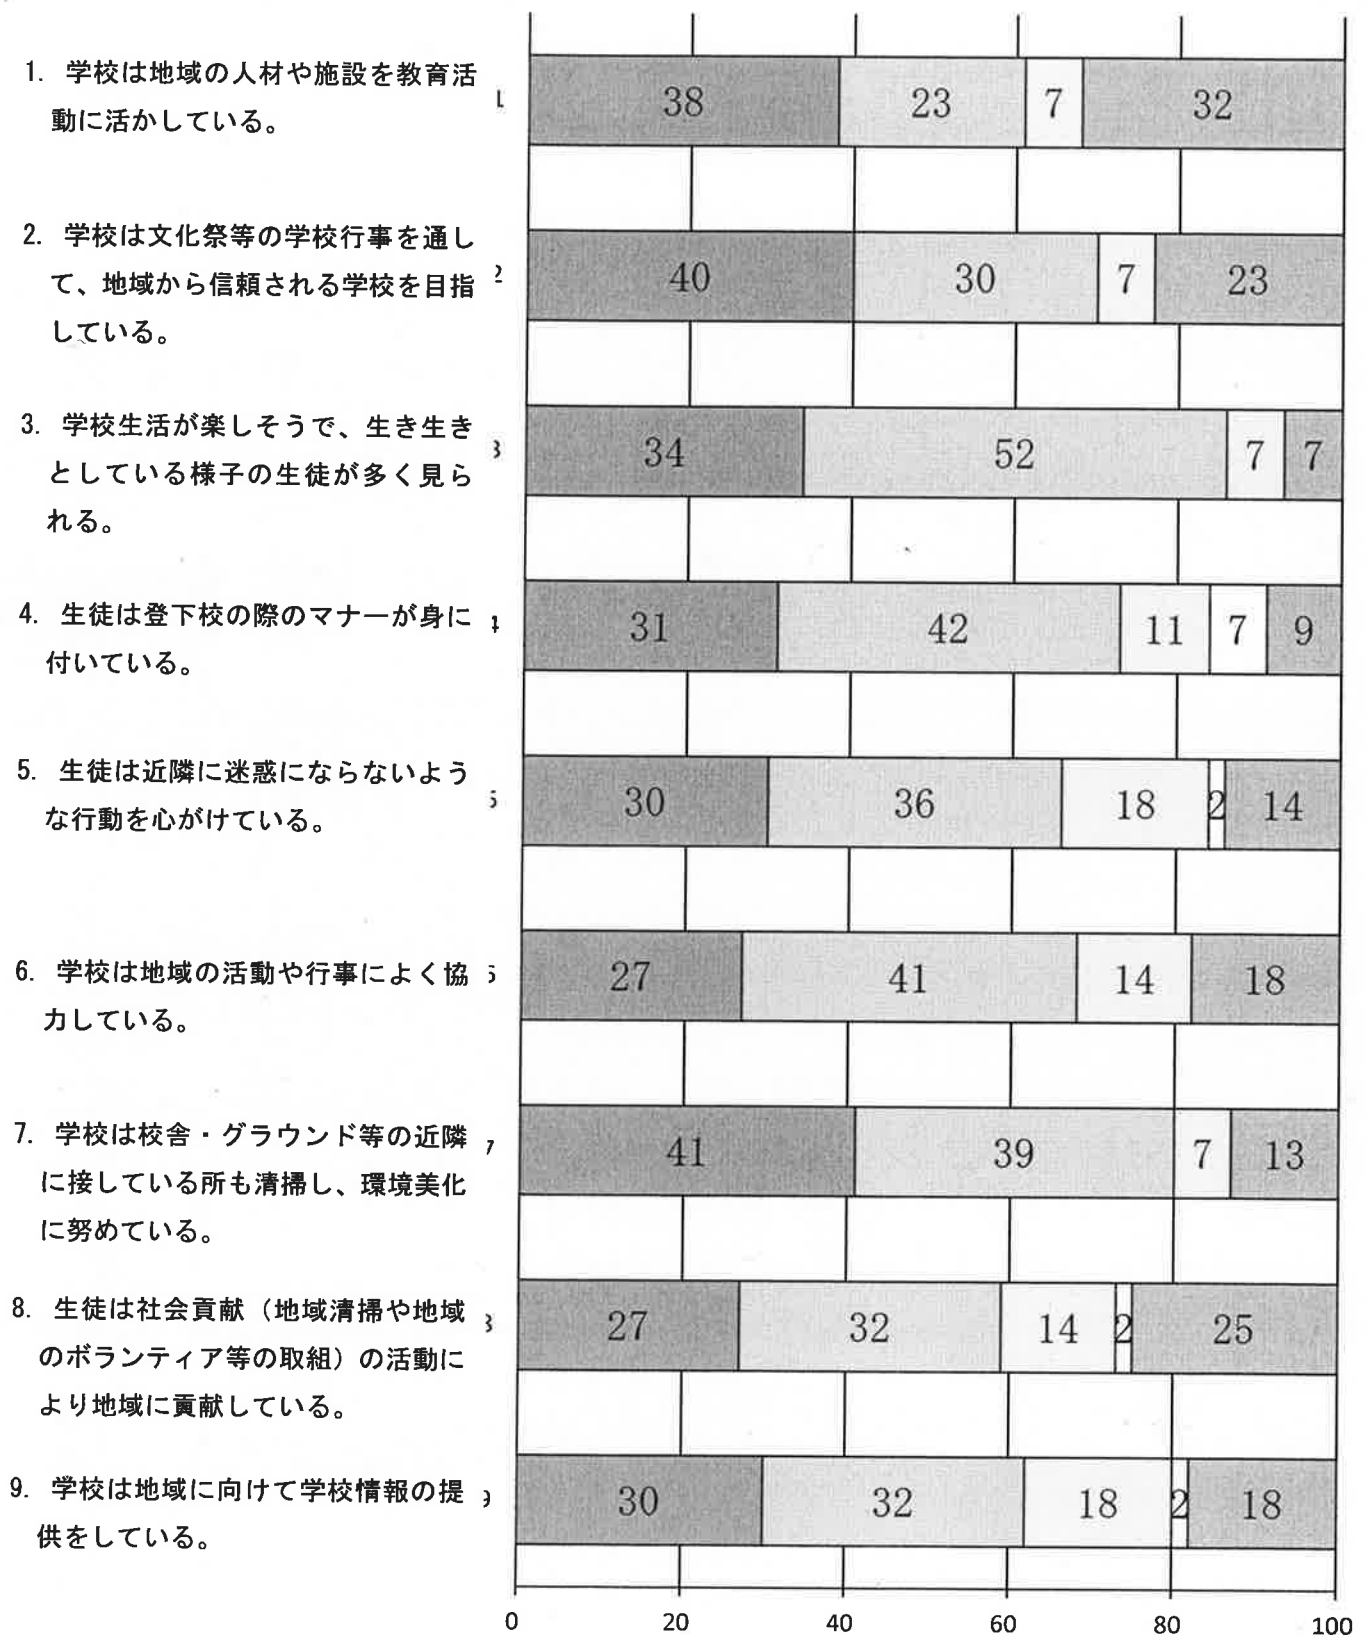 1. 学校は地域の人材や施設を教育活
動に活かしている。
38 23 7 32
2. 学校は文化祭等の学校行事を通し
て、地域から信頼される学校を目指
している。
2
40 30 7 23
3. 学校生活が楽しそうで、生き生き
としている様子の生徒が多く見ら
れる。
34 52 7 7
4. 生徒は登下校の際のマナーが身に
付いている。
31 42 11 7 9
5. 生徒は近隣に迷惑にならないよう
な行動を心がけている。
30 36 18 2 14
6. 学校は地域の活動や行事によく協
力している。
27 41 14 18
7. 学校は校舎・グラウンド等の近隣
に接している所も清掃し、環境美化
に努めている。
7
41 39 7 13
8. 生徒は社会貢献（地域清掃や地域
のボランティア等の取組）の活動に
より地域に貢献している。
27 32 14 2 25
9. 学校は地域に向けて学校情報の提
供をしている。
30 32 18 2 18
0 20 40 60 80 100